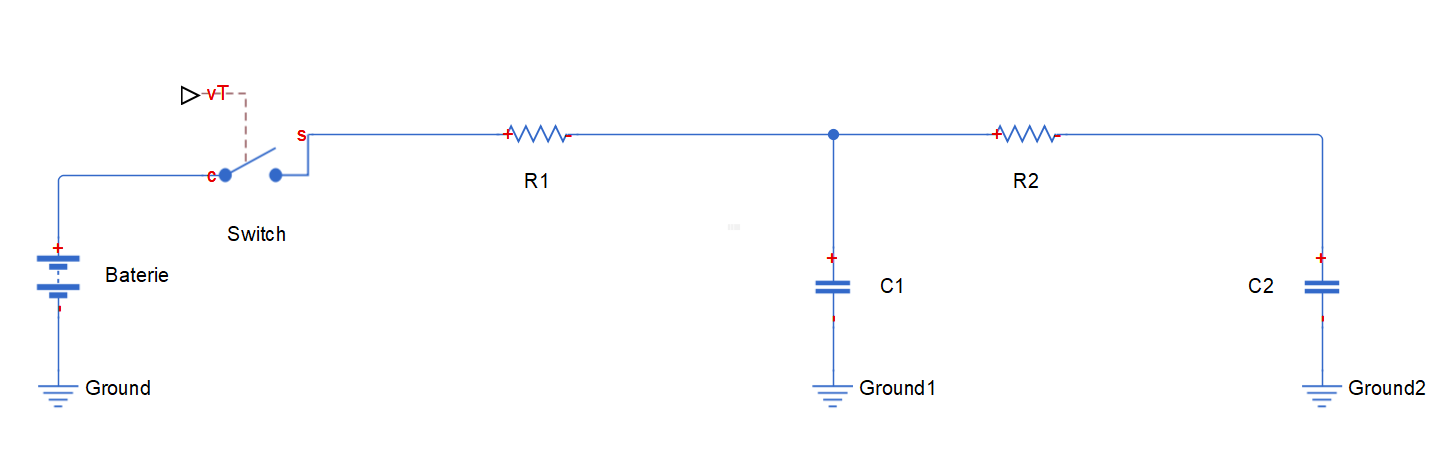 vT
s
c
R1
R2
Switch
+
Baterie
-
+
-
+
-
+
C1
-
+
C2
-
Ground
Ground1
Ground2